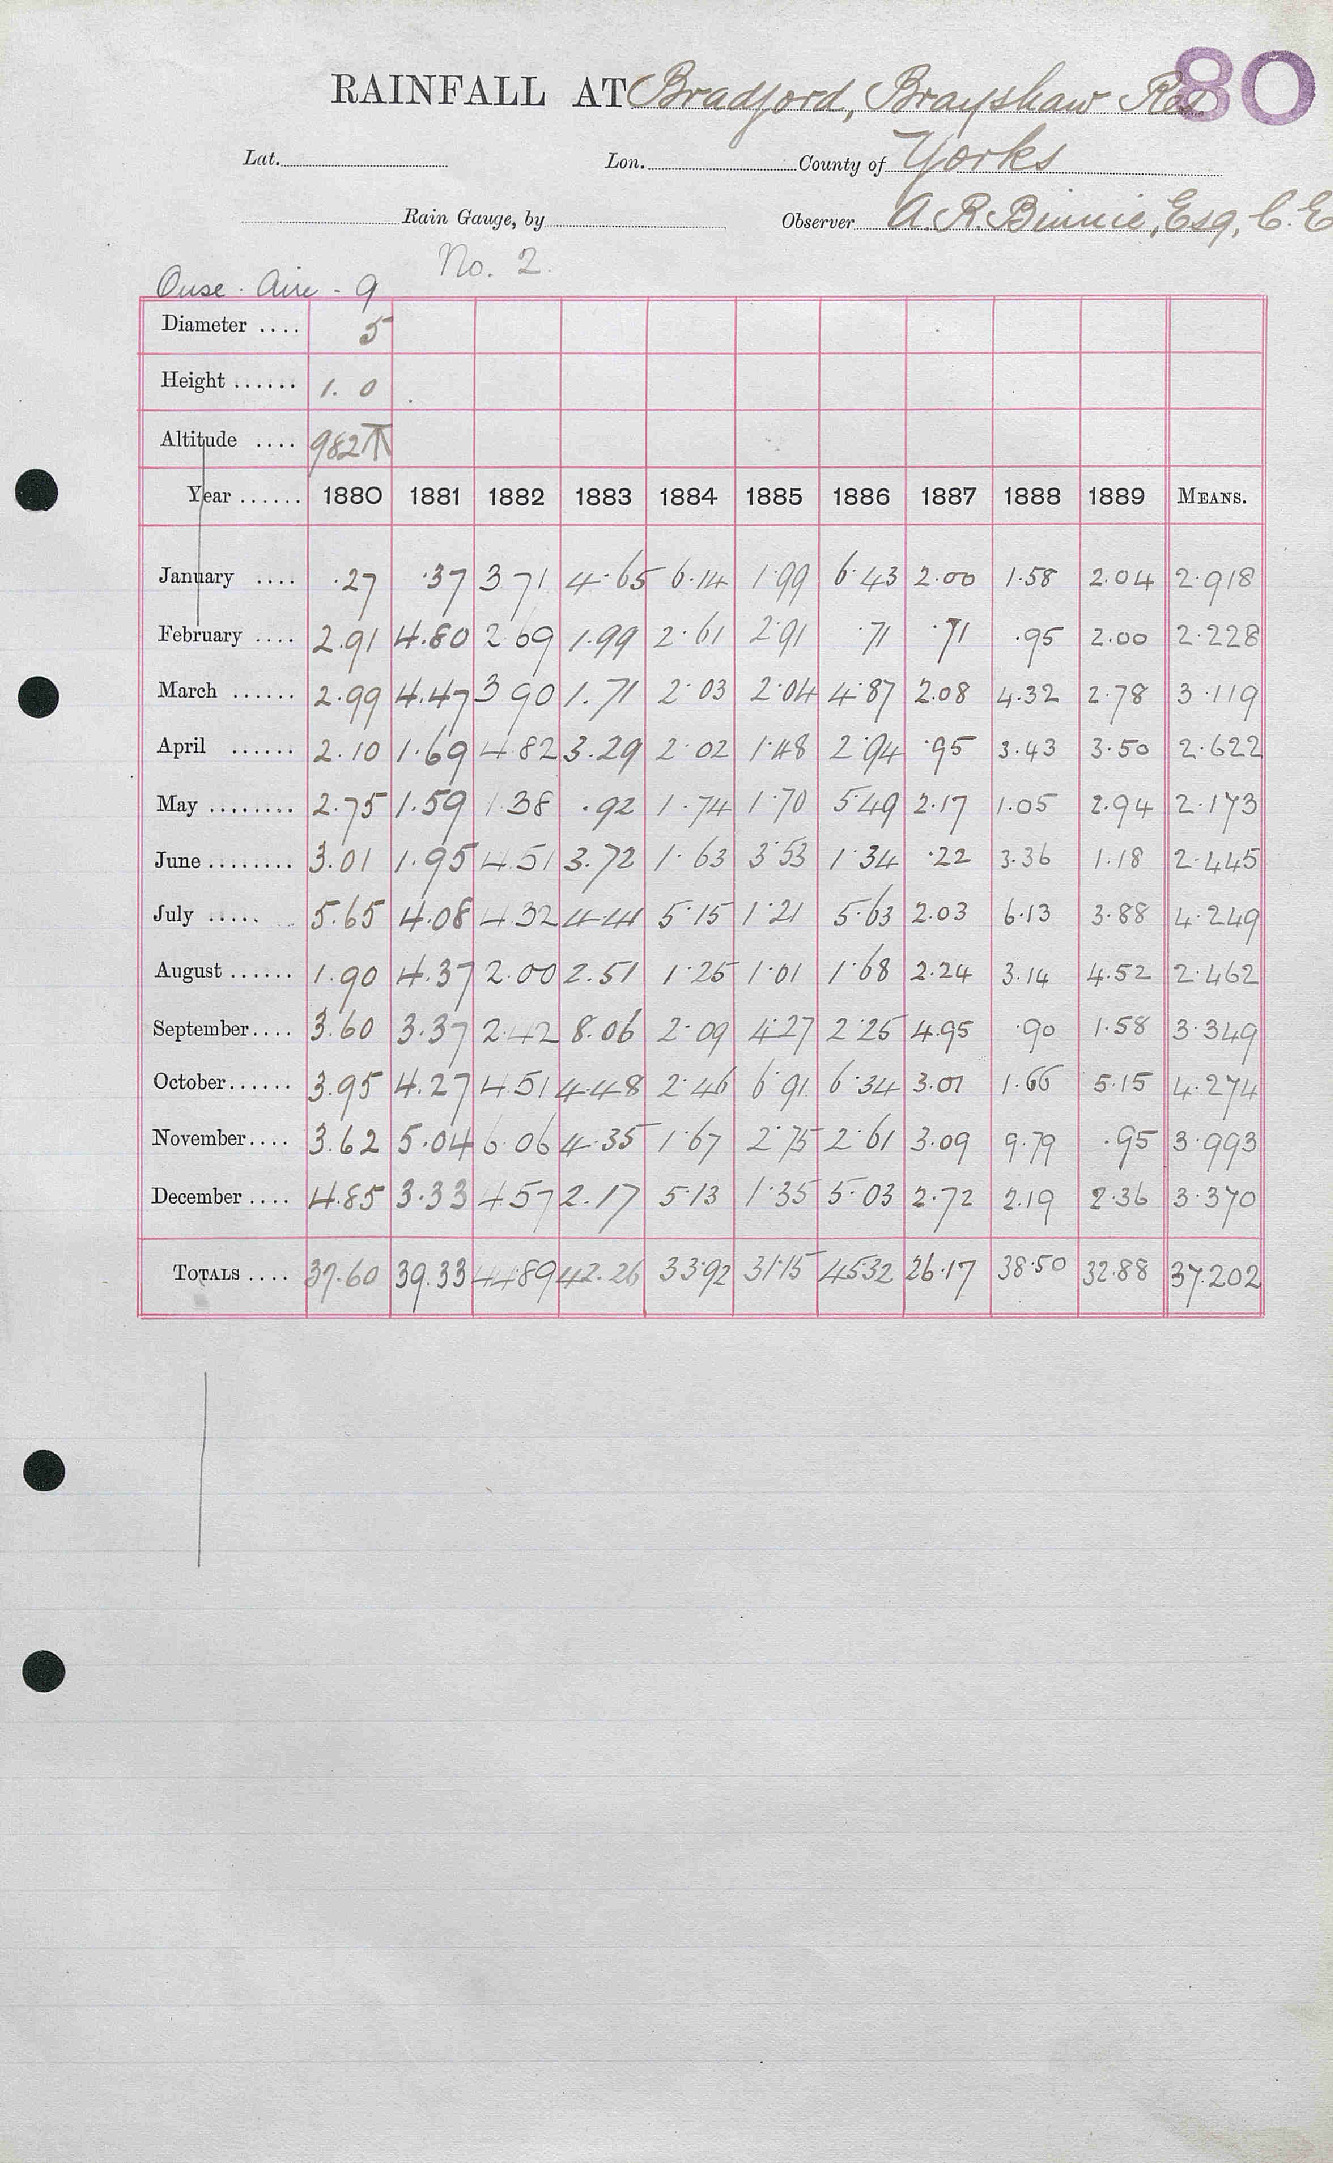 80
RAINFALL AT Bradford, Brayshaw Res
Lat. Lon. County of Yorks
Rain Gauge, by Observer A. R. Binnie, Esq, C. E
No. 2.
Ouse - Aire - 9
Diameter .... 5
Height ...... 1. 0
Altitude .... 982 T
Year ...... 1880 1881 1882 1883 1884 1885 1886 1887 1888 1889 MEANS.
January .... .27 .37 3 71 4.65 6.14 1.99 6.43 2.00 1.58 2.04 2.918
February .... 2.91 4.80 2 69 1.99 2.61 2.91 .71 .71 .95 2.00 2.228
March ...... 2.99 4.47 3 90 1.71 2.03 2.04 4.87 2.08 4.32 2.78 3.119
April ...... 2.10 1.69 4.82 3.29 2.02 1.48 2.94 .95 3.43 3.50 2.622
May ........ 2.75 1.59 1.38 .92 1.74 1.70 5.49 2.17 1.05 2.94 2.173
June ........ 3.01 1.95 4.51 3.72 1.63 3.53 1.34 .22 3.36 1.18 2.445
July ..... 5.65 4.08 4.32 4.41 5.15 1.21 5.63 2.03 6.13 3.88 4.249
August ...... 1.90 4.37 2.00 2.51 1.25 1.01 1.68 2.24 3.14 4.52 2.462
September.... 3.60 3.37 2.42 8.06 2.09 4.27 2.25 4.95 .90 1.58 3.349
October...... 3.95 4.27 4.51 4.48 2.46 6.91 6.34 3.01 1.66 5.15 4.274
November.... 3.62 5.04 6.06 4.35 1.67 2.75 2.61 3.09 9.79 .95 3.993
December .... 4.85 3.33 4.57 2.17 5.13 1.35 5.03 2.72 2.19 2.36 3.370
TOTALS .... 37.60 39.33 44.89 42.26 33.92 31.15 45.32 26.17 38.50 32.88 37.202